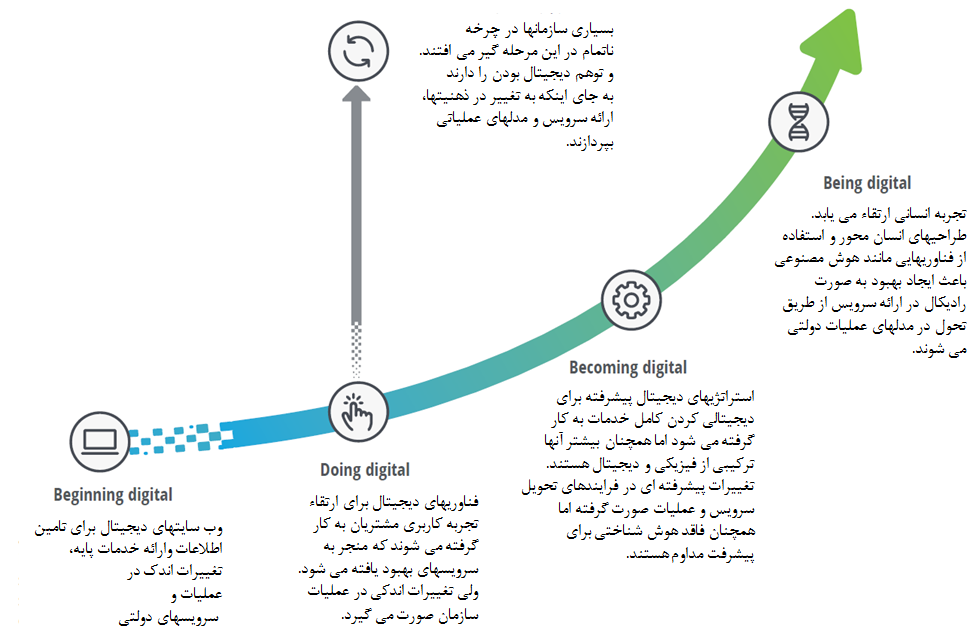 بسیاری سازمانها در چرخه
ناتمام در این مرحله گیر می افتند.
و توهم دیجیتال بودن را دارند
به جای اینکه به تغییر در ذهنیتها،
ارائه سرویس و مدلهای عملیاتی
بپردازند.
Being digital
تجربه انسانی ارتقاء می یابد.
طراحیهای انسان محور و استفاده
از فناوریهایی مانند هوش مصنوعی
باعث ایجاد بهبود به صورت
رادیکال در ارائه سرویس از طریق
تحول در مدلهای عملیات دولتی
می شوند.
Becoming digital
استراتژیهای دیجیتال پیشرفته برای
دیجیتالی کردن کامل خدمات به کار
گرفته می شود اما همچنان بیشتر آنها
ترکیبی از فیزیکی و دیجیتال هستند.
تغییرات پیشرفته ای در فرایندهای تحویل
سرویس و عملیات صورت گرفته اما
همچنان فاقد هوش شناختی برای
پیشرفت مداوم هستند.
Doing digital
فناوریهای دیجیتال برای ارتقاء
تجربه کاربری مشتریان به کار
گرفته می شوند که منجر به
سرویسهای بهبود یافته می شود.
ولی تغییرات اندکی در عملیات
سازمان صورت می گیرد.
Beginning digital
وب سایتهای دیجیتال برای تامین
اطلاعات وارائه خدمات پایه،
تغییرات اندک در
عملیات و
سرویسهای دولتی